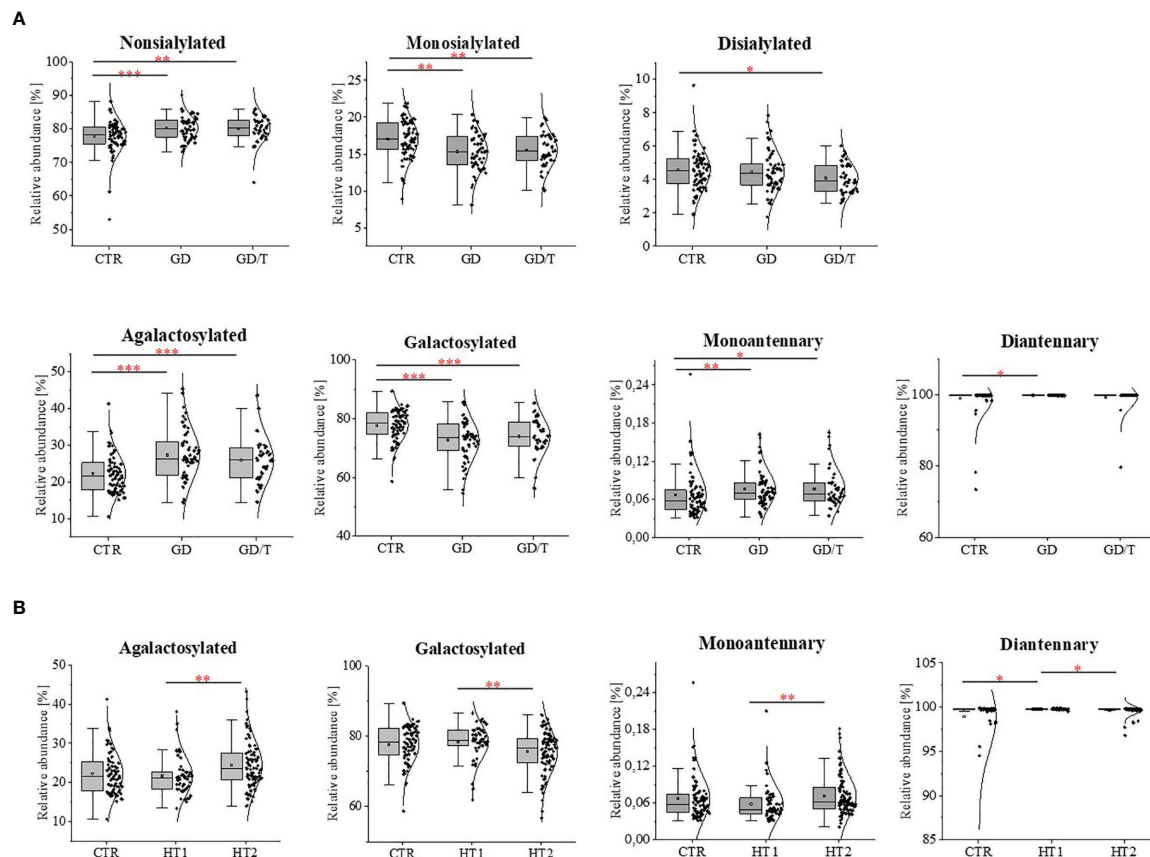 A
Nonsialylated
Relative abundance [%]
100
90
80
70
60
50
**
***
CTR GD GD/T
Monosialylated
Relative abundance [%]
25
20
15
10
5
**
**
CTR GD GD/T
Disialylated
Relative abundance [%]
12
10
8
6
4
2
0
*
CTR GD GD/T
Agalactosylated
Relative abundance [%]
50
40
30
20
10
***
***
CTR GD GD/T
Galactosylated
Relative abundance [%]
100
80
60
40
***
***
CTR GD GD/T
Monoantennary
Relative abundance [%]
0,24
0,18
0,12
0,06
0,00
*
**
CTR GD GD/T
Diantennary
Relative abundance [%]
100
80
60
*
CTR GD GD/T
B
Agalactosylated
Relative abundance [%]
50
40
30
20
10
**
CTR HT1 HT2
Galactosylated
Relative abundance [%]
100
80
60
**
CTR HT1 HT2
Monoantennary
Relative abundance [%]
0,24
0,18
0,12
0,06
0,00
**
CTR HT1 HT2
Diantennary
Relative abundance [%]
105
100
95
90
85
*
*
CTR HT1 HT2